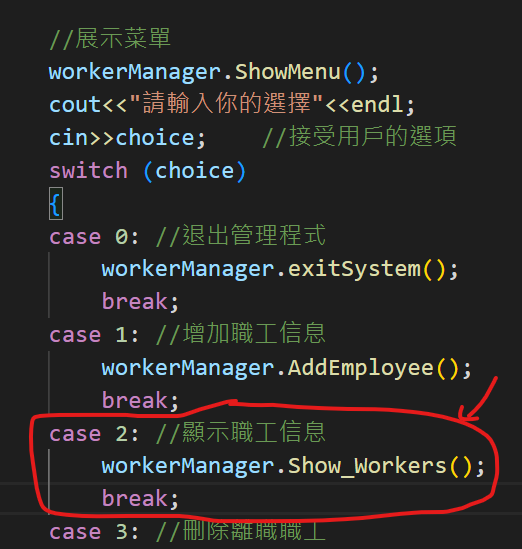 //展示菜單
workerManager.ShowMenu();
cout<<"請輸入你的選擇"<<endl;
cin>>choice;    //接受用戶的選項
switch (choice)
{
case 0: //退出管理程式
    workerManager.exitSystem();
    break;
case 1: //增加職工信息
    workerManager.AddEmployee();
    break;
case 2: //顯示職工信息
    workerManager.Show_Workers();
    break;
case 3: //刪除離職職工